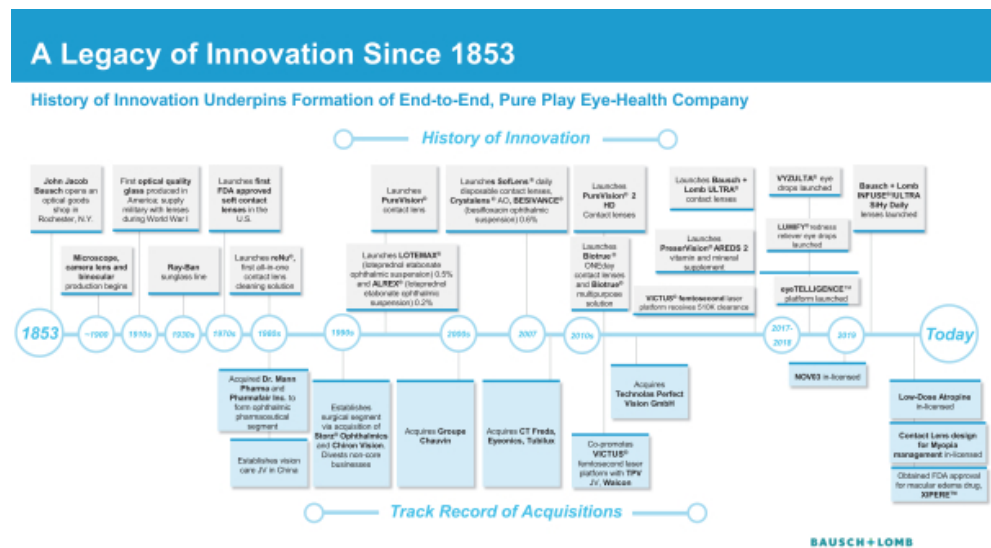 A Legacy of Innovation Since 1853
History of Innovation Underpins Formation of End-to-End, Pure Play Eye-Health Company
History of Innovation
John Jacob
Bausch opens an
optical goods
shop in
Rochester, N.Y.
First optical quality
glass produced in
America; supply
military with lenses
during World War I
Launches first
FDA approved
soft contact
lenses in the
U.S.
Launches
PureVision®
contact lens
Launches SofLens® daily
disposable contact lenses,
Crystalens® AO, BESIVANCE®
(besifloxacin ophthalmic
suspension) 0.6%
Launches
PureVision® 2
HD
Contact lenses
Launches Bausch +
Lomb ULTRA®
contact lenses
VYZULTA® eye
drops launched
Bausch + Lomb
INFUSE®/ULTRA
SiHy Daily
lenses launched
Microscope,
camera lens and
binocular
production begins
Ray-Ban
sunglass line
Launches reNu®,
first all-in-one
contact lens
cleaning solution
Launches LOTEMAX®
(loteprednol etabonate
ophthalmic suspension) 0.5%
and ALREX® (loteprednol
etabonate ophthalmic
suspension) 0.2%
Launches
Biotrue®
ONEday
contact lenses
and Biotrue®
multipurpose
solution
Launches
PreserVision® AREDS 2
vitamin and mineral
supplement
LUMIFY® redness
reliever eye drops
launched
VICTUS® femtosecond laser
platform receives 510K clearance
eyeTELLIGENCE™
platform launched
1853
~1900
1910s
1930s
1970s
1980s
1990s
2000s
2007
2010s
2017-
2018
2019
Today
Acquired Dr. Mann
Pharma and
Pharmafair Inc. to
form ophthalmic
pharmaceutical
segment
Establishes vision
care JV in China
Establishes
surgical segment
via acquisition of
Storz® Ophthalmics
and Chiron Vision.
Divests non-core
businesses
Acquires Groupe
Chauvin
Acquires CT Freda,
Eyeonics, Tubilux
Acquires
Technolas Perfect
Vision GmbH
Co-promotes
VICTUS®
femtosecond laser
platform with TPV
JV, Waicon
NOV03 in-licensed
Low-Dose Atropine
in-licensed
Contact Lens design
for Myopia
management in-licensed
Obtained FDA approval
for macular edema drug,
XIPERE™
Track Record of Acquisitions
BAUSCH+LOMB